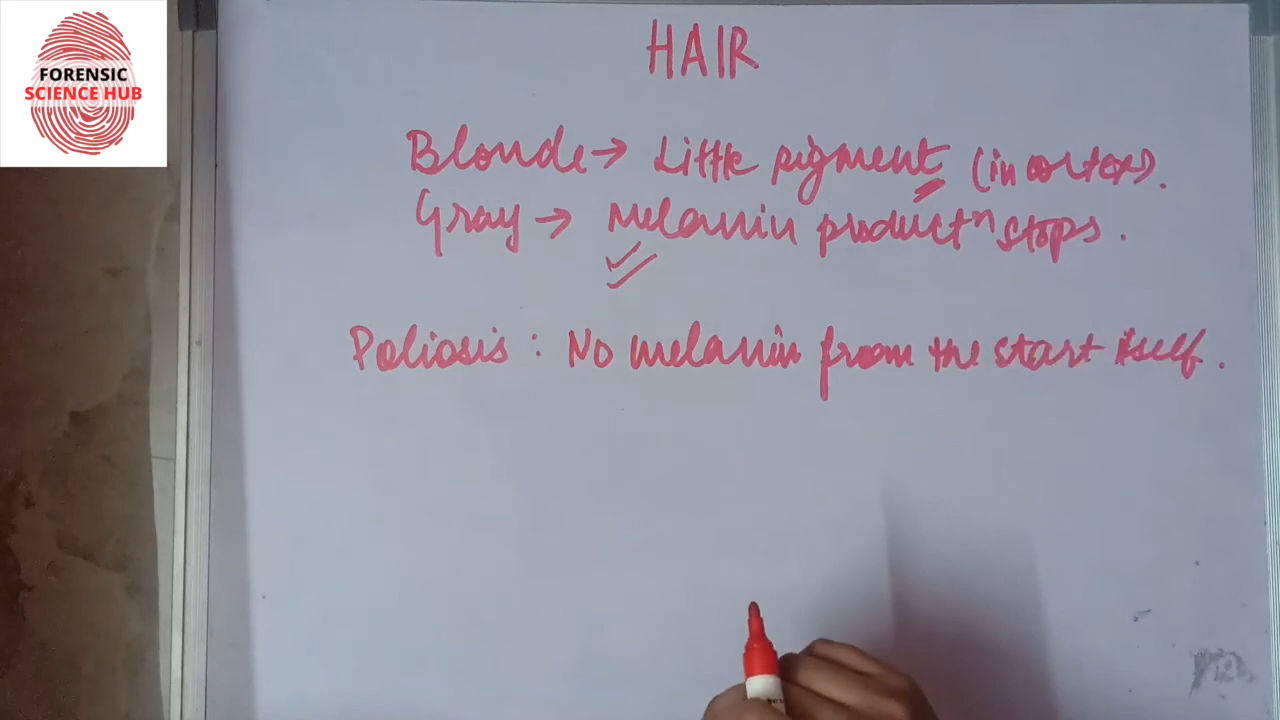 FORENSIC
SCIENCE HUB
HAIR
Blonde → Little pigment (in cortex).
Gray → Melanin productⁿ stops.
Poliosis : No melanin from the start itself.